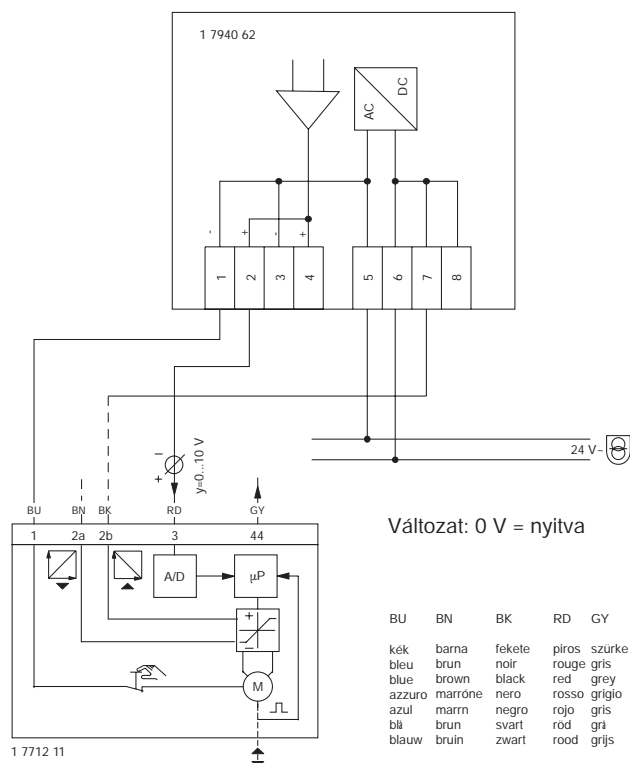 1 7940 62
AC
DC
- + - +
1 2 3 4 5 6 7 8
24 V~
- +
y=0...10 V
BU BN BK RD GY
1 2a 2b 3 44
A/D
µP
+
-
M
1 7712 11
Változat: 0 V = nyitva
BU BN BK RD GY
kék barna fekete piros szürke
bleu brun noir rouge gris
blue brown black red grey
azzuro marróne nero rosso grigio
azul marrn negro rojo gris
blå brun svart röd grå
blauw bruin zwart rood grijs